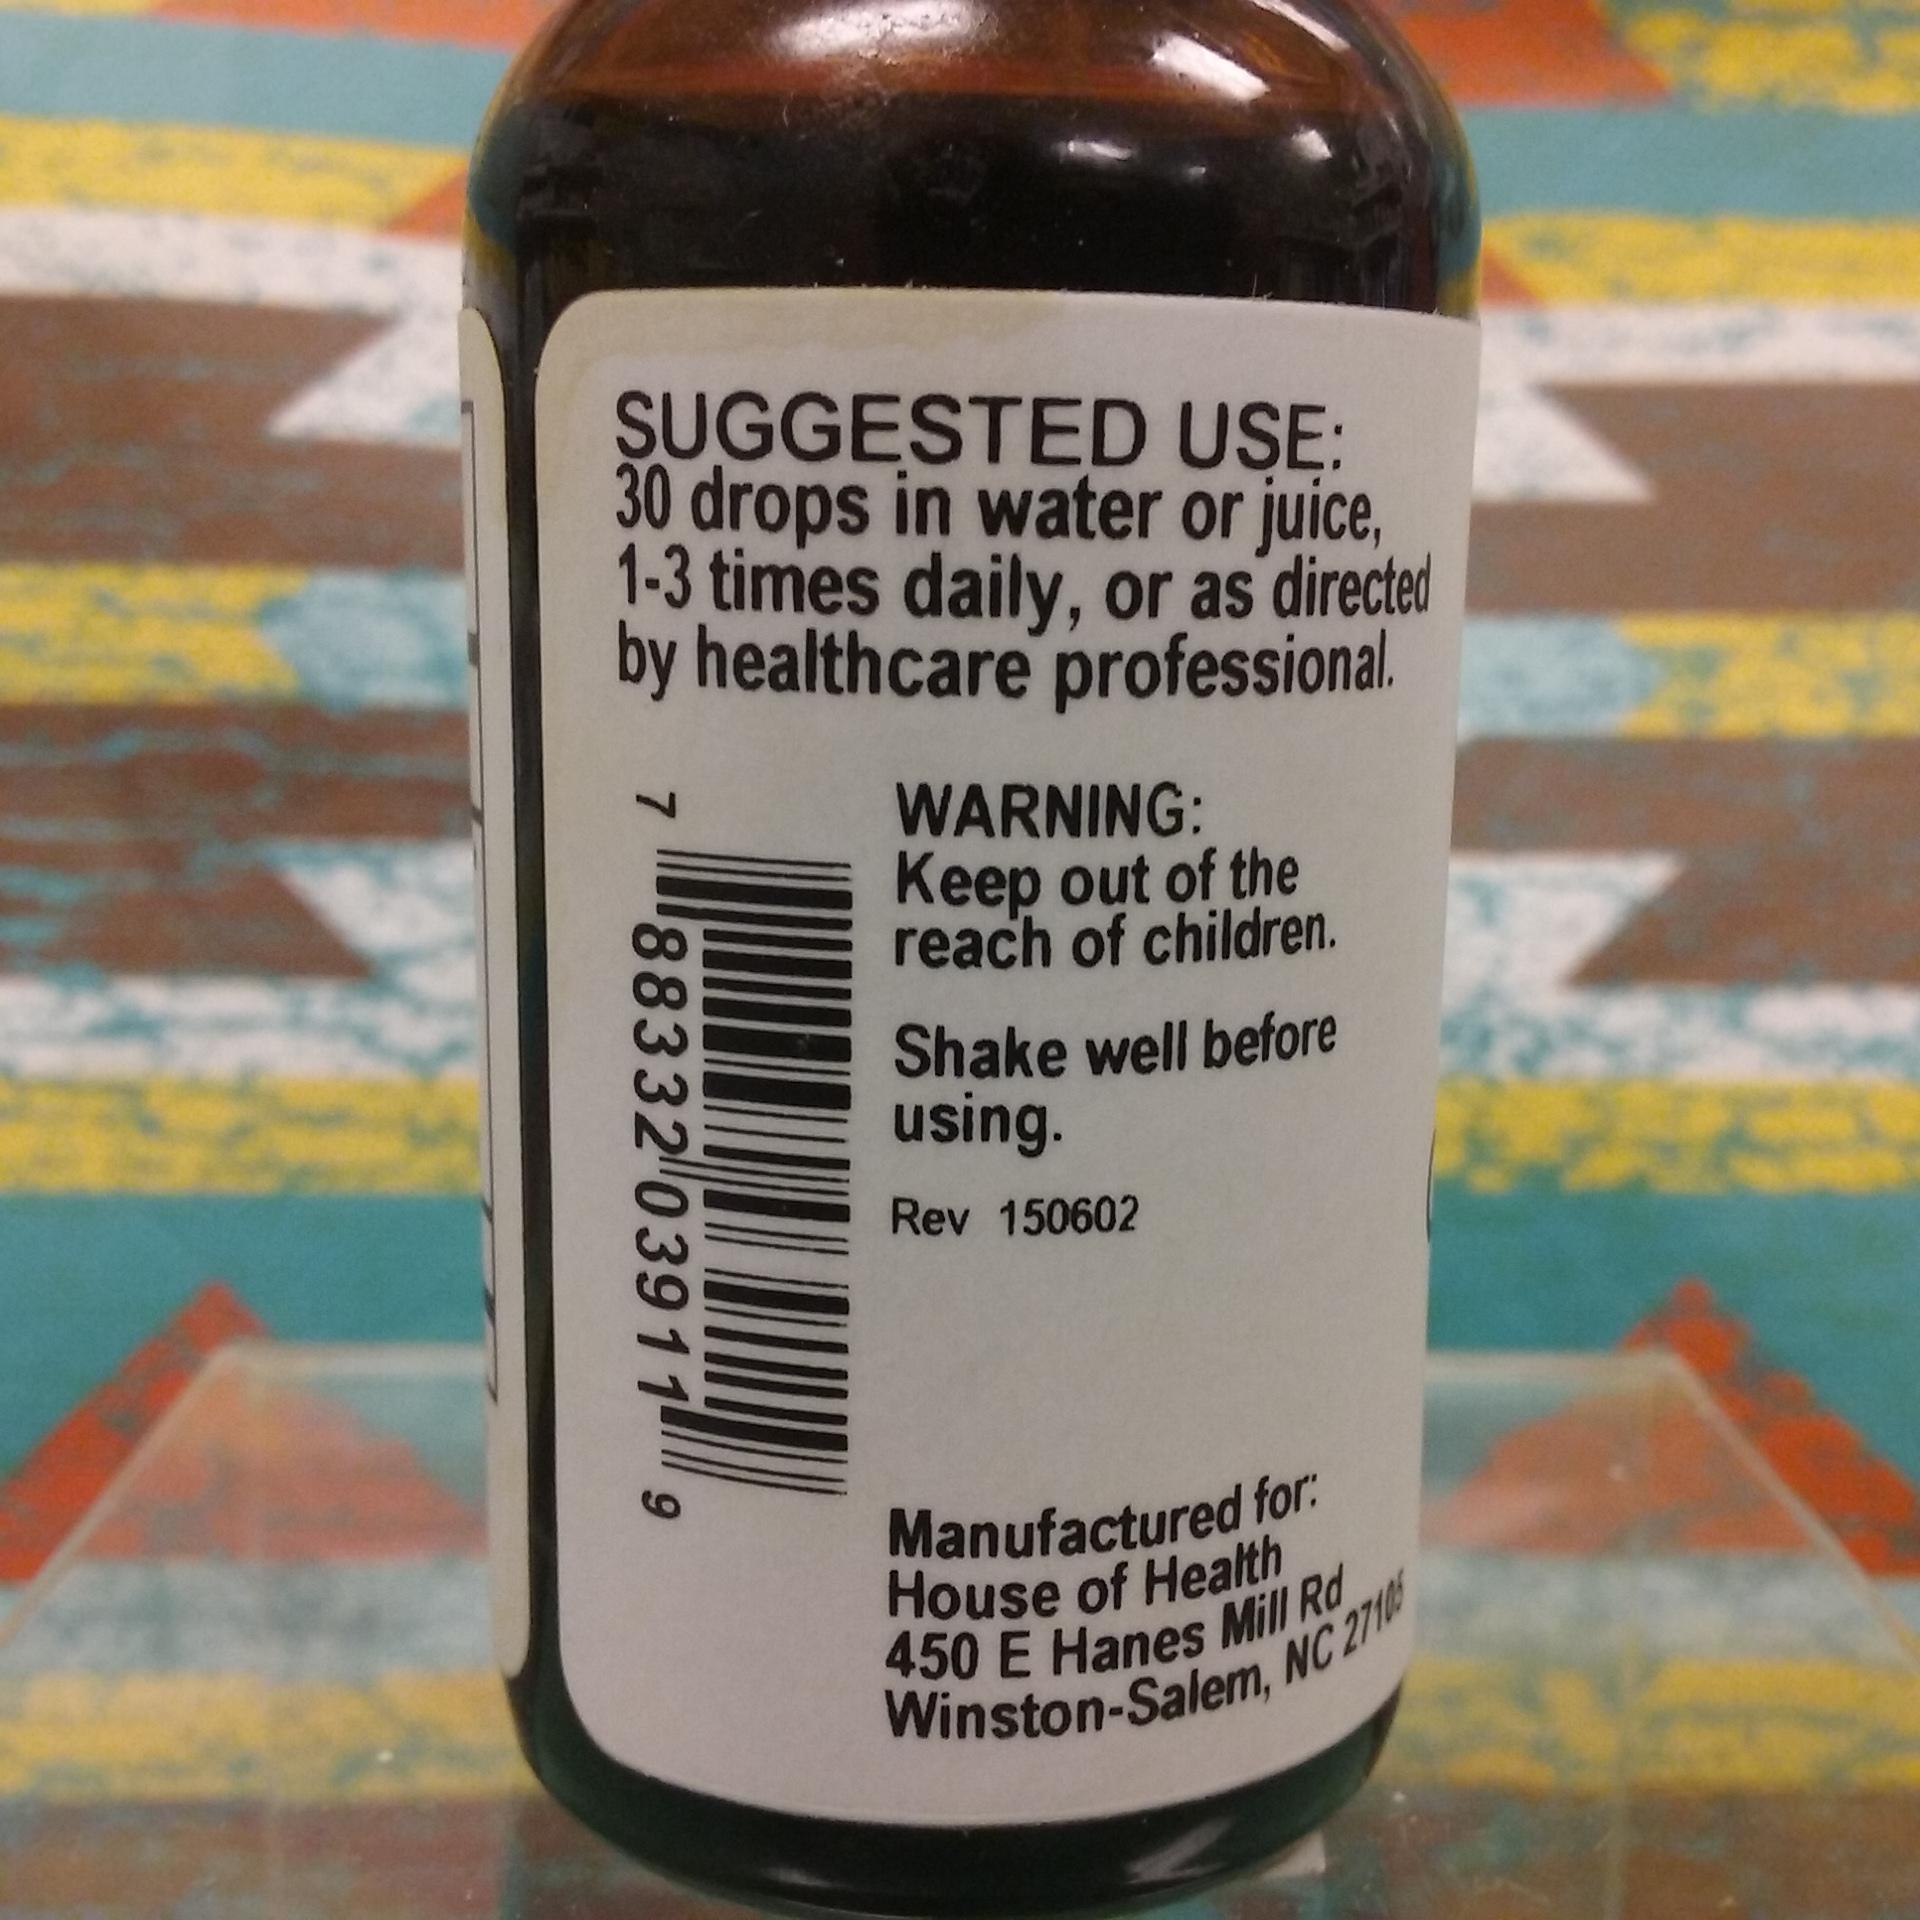 SUGGESTED USE:
30 drops in water or juice,
1-3 times daily, or as directed
by healthcare professional.
WARNING:
Keep out of the
reach of children.
Shake well before
using.
Rev 150602
7 88332 03911 9
Manufactured for:
House of Health
450 E Hanes Mill Rd
Winston-Salem, NC 27105